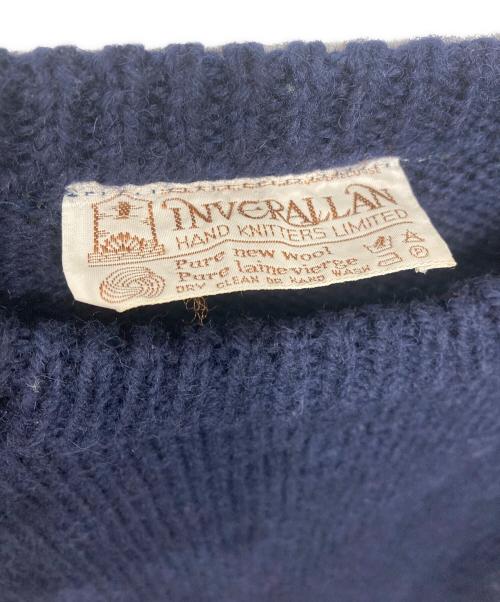 INVERALLAN
HAND KNITTERS LIMITED
Pure new Wool
Pure laine vierge
DRY CLEAN OR HAND WASH
P